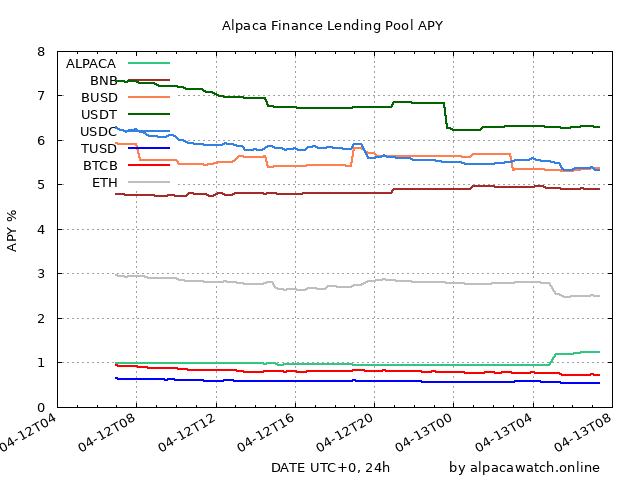 Alpaca Finance Lending Pool APY
8
7
6
5
4
3
2
1
0
APY %
ALPACA
BNB
BUSD
USDT
USDC
TUSD
BTCB
ETH
04-12T04
04-12T08
04-12T12
04-12T16
04-12T20
04-13T00
04-13T04
04-13T08
DATE UTC+0, 24h
by alpacawatch.online